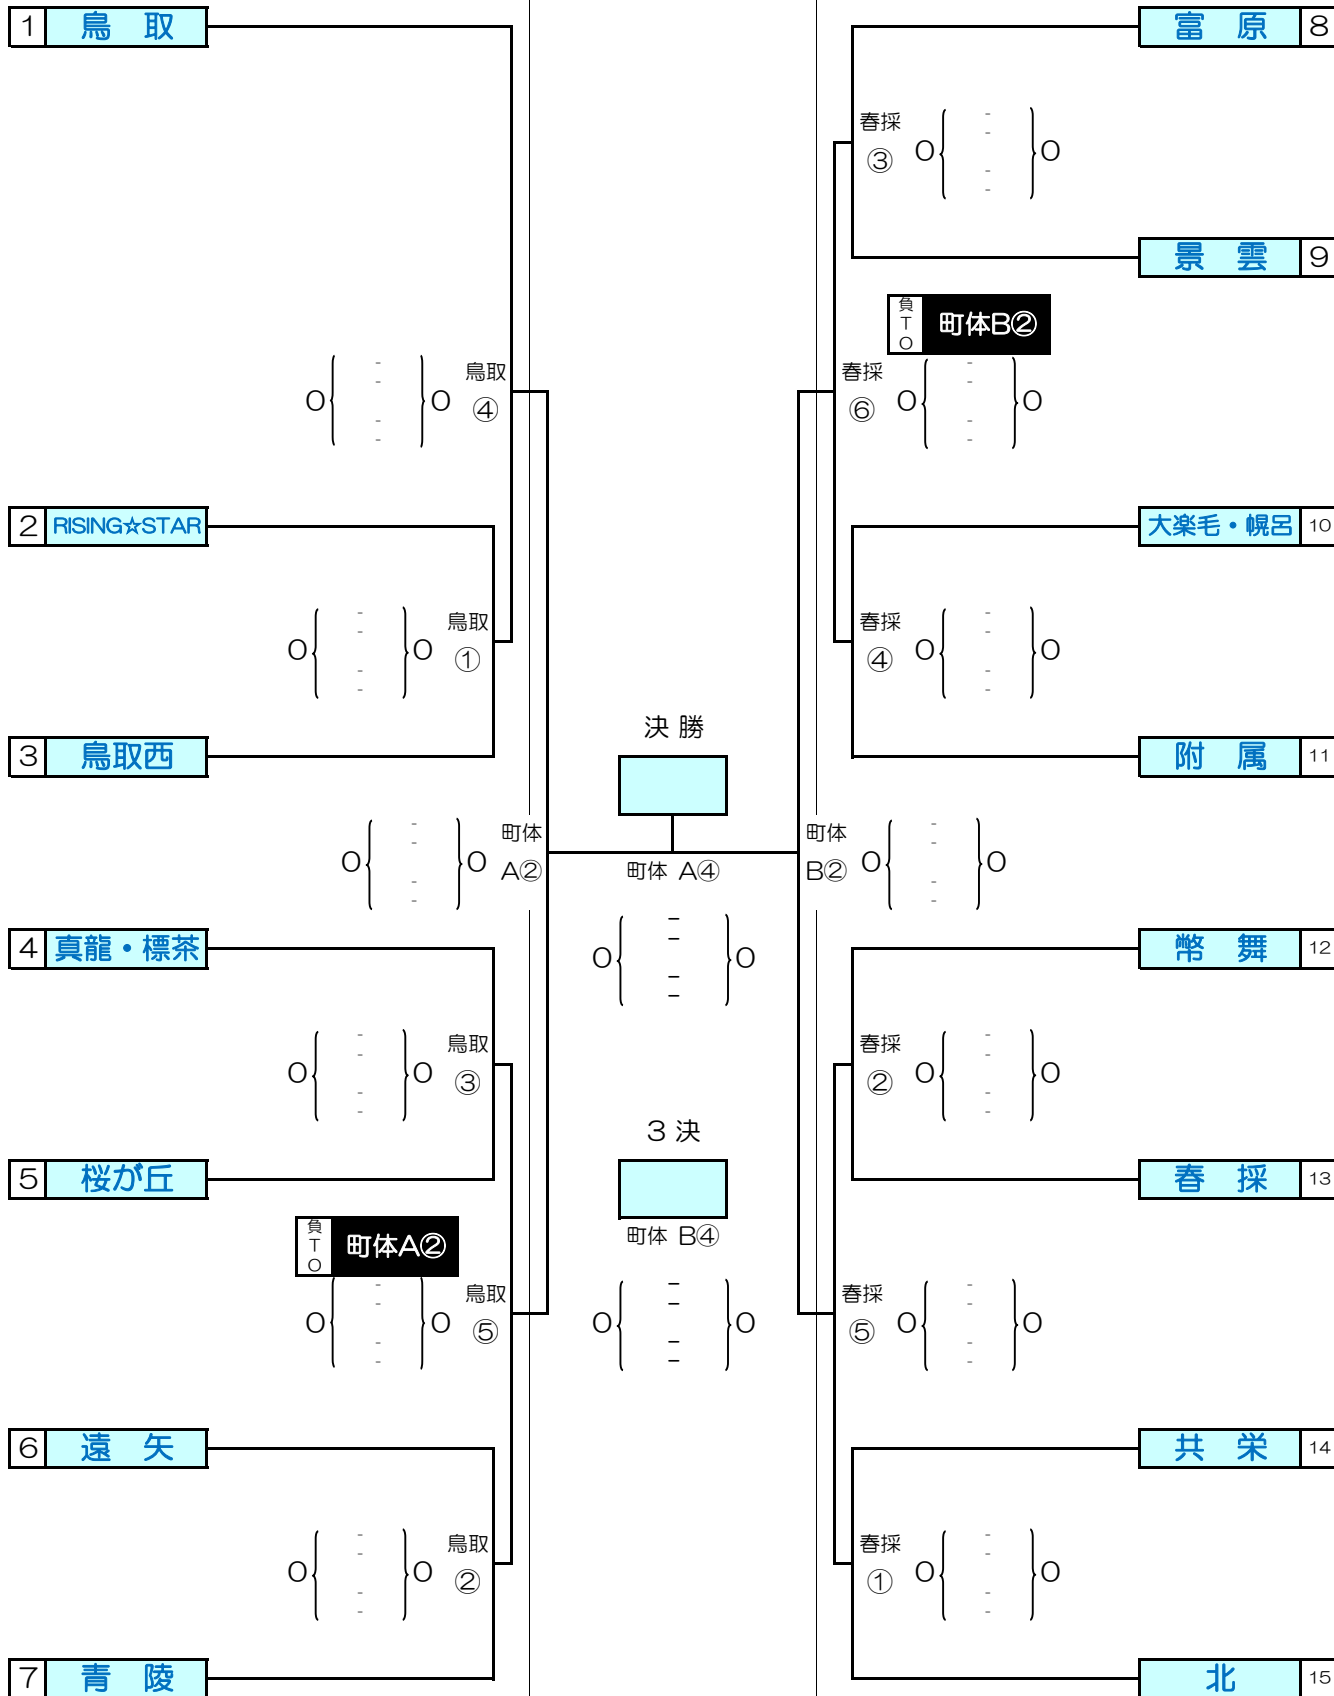 1 鳥 取
富 原 8
春採
③ 0 - - - - 0
景 雲 9
負TO 町体B②
0 - - - - 0 鳥取
④
春採
⑥ 0 - - - - 0
2 RISING☆STAR
大楽毛・幌呂 10
0 - - - - 0 鳥取
①
春採
④ 0 - - - - 0
決 勝
3 鳥取西
附 属 11
0 - - - - 0 町体
A②
町体 A④
町体
B② 0 - - - - 0
0 - - - - 0
4 真龍・標茶
幣 舞 12
0 - - - - 0 鳥取
③
春採
② 0 - - - - 0
3 決
5 桜が丘
春 採 13
負TO 町体A②
町体 B④
0 - - - - 0 鳥取
⑤
0 - - - - 0
春採
⑤ 0 - - - - 0
6 遠 矢
共 栄 14
0 - - - - 0 鳥取
②
春採
① 0 - - - - 0
7 青 陵
北 15